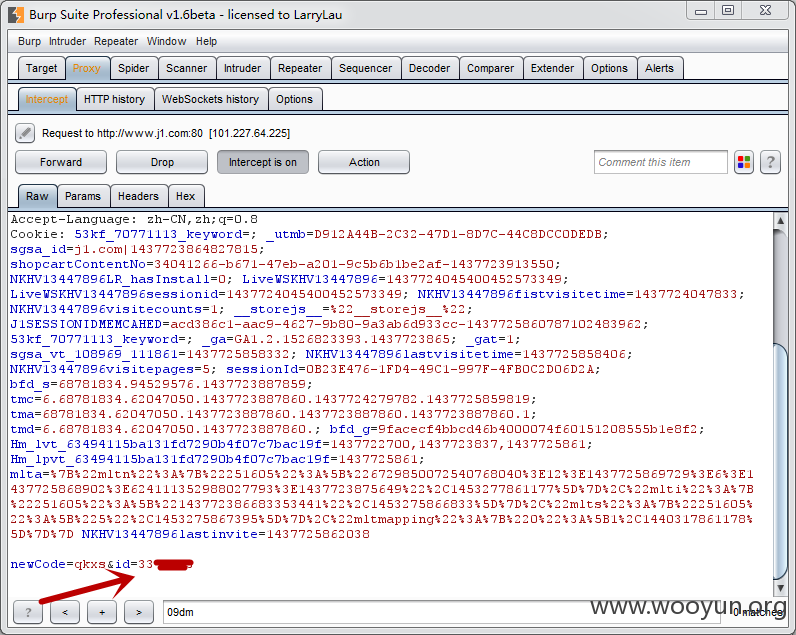 Burp Suite Professional v1.6beta - licensed to LarryLau
Burp Intruder Repeater Window Help
Target Proxy Spider Scanner Intruder Repeater Sequencer Decoder Comparer Extender Options Alerts
Intercept HTTP history WebSockets history Options
Request to http://www.j1.com:80 [101.227.64.225]
Forward Drop Intercept is on Action Comment this item ?
Raw Params Headers Hex
Accept-Language: zh-CN,zh;q=0.8
Cookie: 53kf_70771113_keyword=; _utmb=D912A44B-2C32-47D1-8D7C-44C8DCC0DEDB;
sgsa_id=j1.com|1437723864827815;
shopcartContentNo=34041266-b671-47eb-a201-9c5b6b1be2af-1437723913550;
NKHV13447896LR_hasInstall=0; LiveWSKHV13447896=1437724045400452573349;
LiveWSKHV13447896sessionid=1437724045400452573349; NKHV13447896fistvisitetime=1437724047833;
NKHV13447896visitecounts=1; __storejs__=%22__storejs__%22;
J1SESSIONIDMEMCAHED=acd386c1-aac9-4627-9b80-9a3ab6d933cc-1437725860787102483962;
53kf_70771113_keyword=; _ga=GA1.2.1526823393.1437723865; _gat=1;
sgsa_vt_108969_111861=1437725858332; NKHV13447896lastvisitetime=1437725858406;
NKHV13447896visitepages=5; sessionId=0B23E476-1FD4-49C1-997F-4FB0C2D06D2A;
bfd_s=68781834.94529576.1437723887859;
tmc=6.68781834.62047050.1437723887860.1437724279782.1437725859819;
tma=68781834.62047050.1437723887860.1437723887860.1437723887860.1;
tmd=6.68781834.62047050.1437723887860.; bfd_g=9facecf4bbcd46b4000074f60151208555b1e8f2;
Hm_lvt_63494115ba131fd7290b4f07c7bac19f=1437722700,1437723837,1437725861;
Hm_lpvt_63494115ba131fd7290b4f07c7bac19f=1437725861;
mlta=%7B%22mltn%22%3A%7B%22251605%22%3A%5B%226729850072540768040%3E12%3E1437725869729%3E6%3E1
1437725868902%3E6241113529880277​93%3E1437723875649%22%2C1453277861177%5D%7D%2C%22mlti%22%3A%7B
%22251605%22%3A%5B%22143772386683353441%22%2C1453275866833%5D%7D%2C%22mlts%22%3A%7B%22251605%
22%3A%5B%225%22%2C1453275867395%5D%7D%2C%22mltmapping%22%3A%7B%220%22%3A%5B1%2C1440317861178%
5D%7D%7D NKHV13447896lastinvite=1437725862038
newCode=qkxs&id=33
? < + > 09dm 0 matches
www.wooyun.org